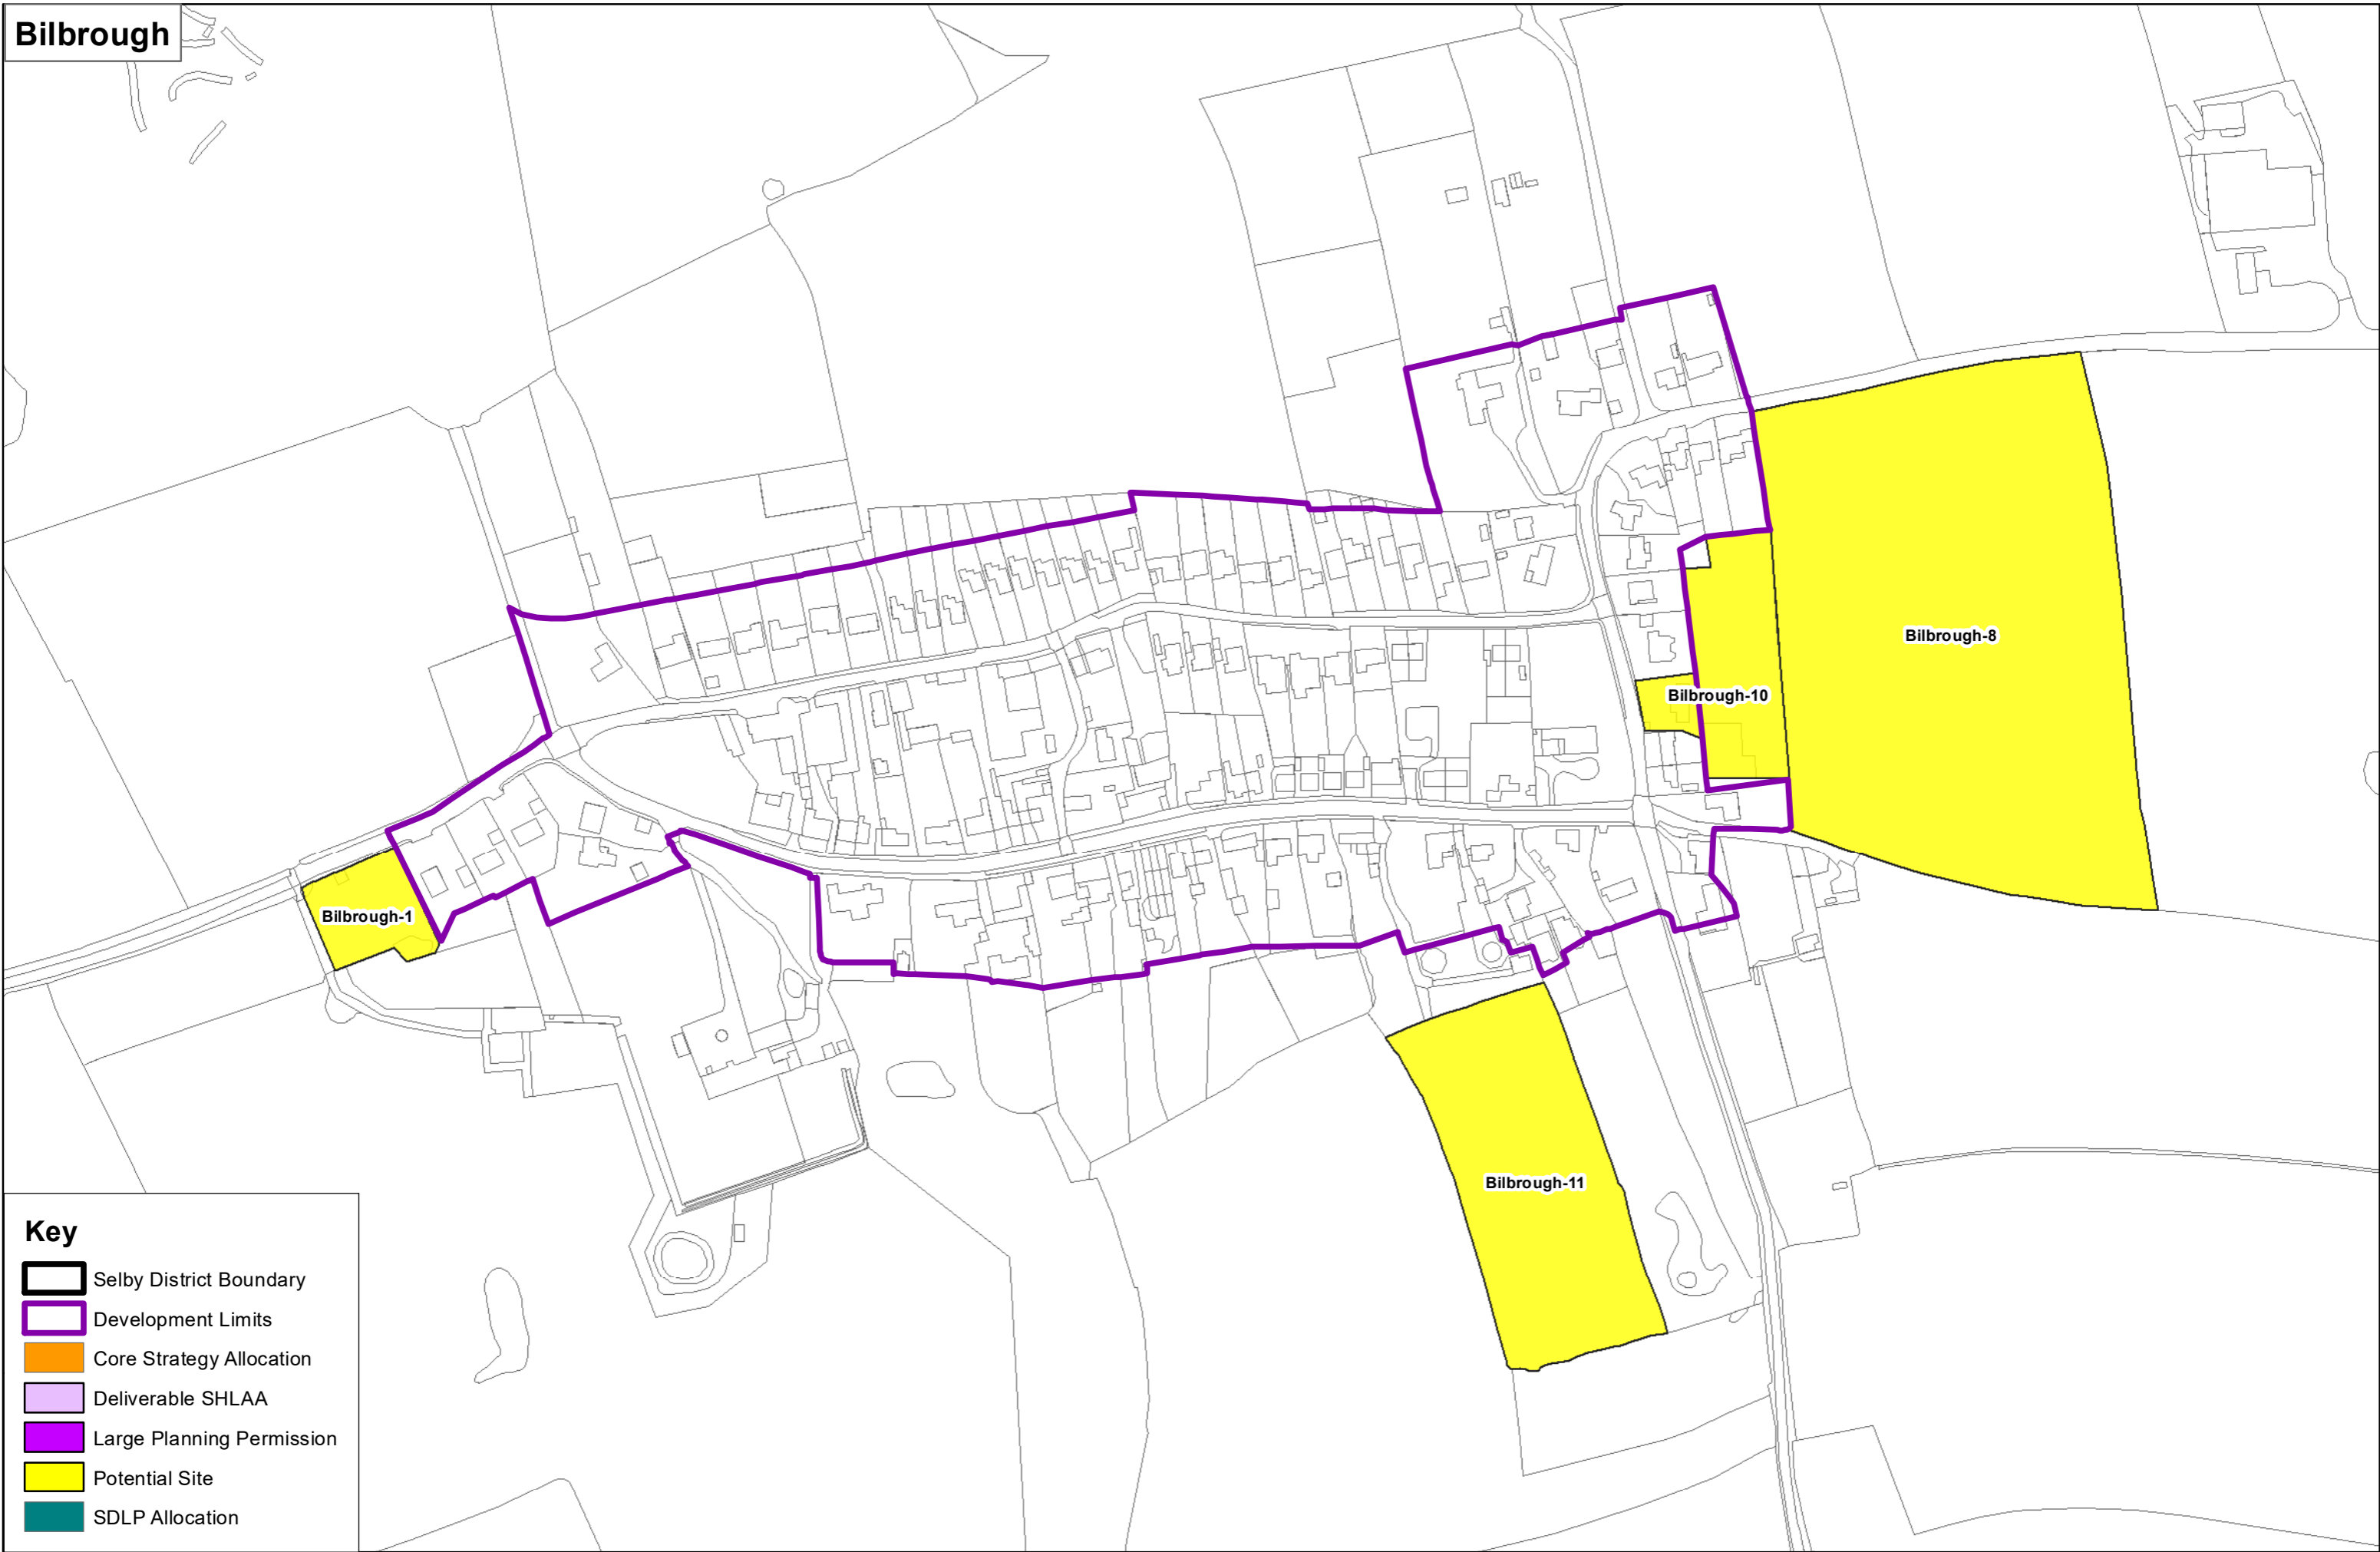 Bilbrough
Bilbrough-8
Bilbrough-10
Bilbrough-1
Bilbrough-11
Key
Selby District Boundary
Development Limits
Core Strategy Allocation
Deliverable SHLAA
Large Planning Permission
Potential Site
SDLP Allocation